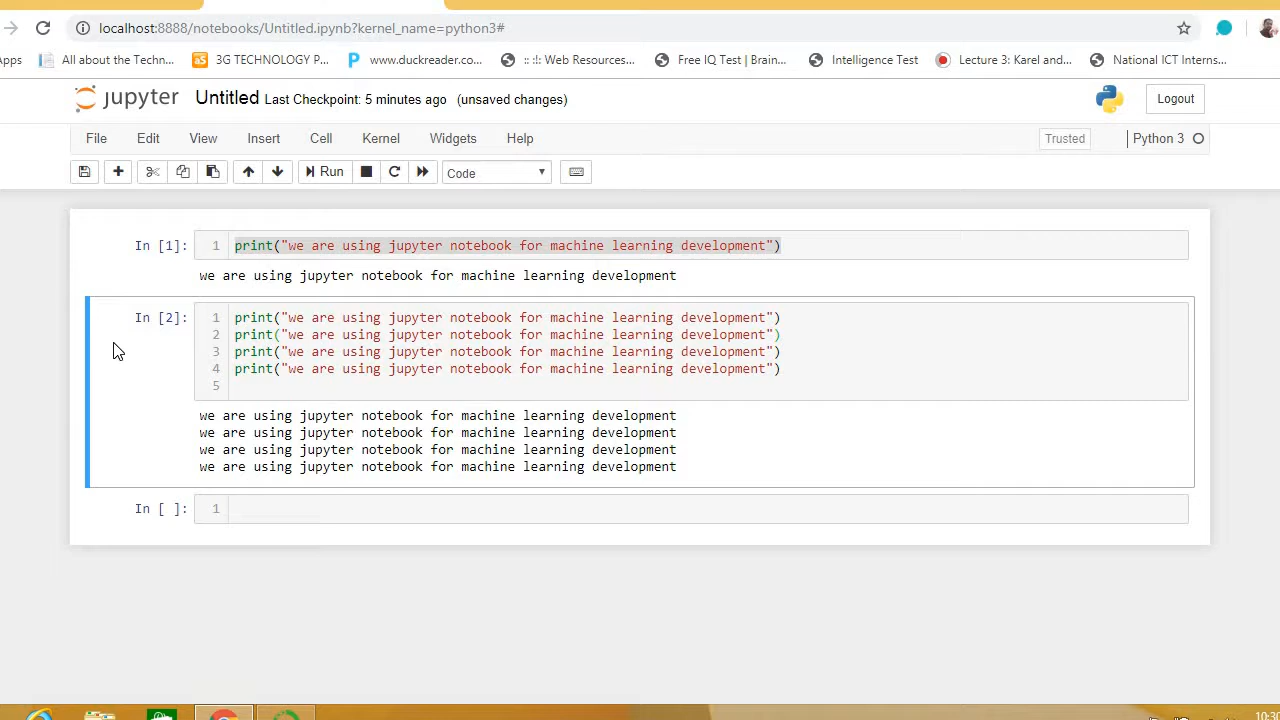 localhost:8888/notebooks/Untitled.ipynb?kernel_name=python3#
Apps All about the Techn... 3G TECHNOLOGY P... www.duckreader.co... :: :!: Web Resources... Free IQ Test | Brain... Intelligence Test Lecture 3: Karel and... National ICT Interns...
jupyter Untitled Last Checkpoint: 5 minutes ago (unsaved changes) Logout
File Edit View Insert Cell Kernel Widgets Help Trusted Python 3
Run Code
In [1]: 1 print("we are using jupyter notebook for machine learning development")
we are using jupyter notebook for machine learning development
In [2]: 1 print("we are using jupyter notebook for machine learning development")
2 print("we are using jupyter notebook for machine learning development")
3 print("we are using jupyter notebook for machine learning development")
4 print("we are using jupyter notebook for machine learning development")
5
we are using jupyter notebook for machine learning development
we are using jupyter notebook for machine learning development
we are using jupyter notebook for machine learning development
we are using jupyter notebook for machine learning development
In [ ]: 1